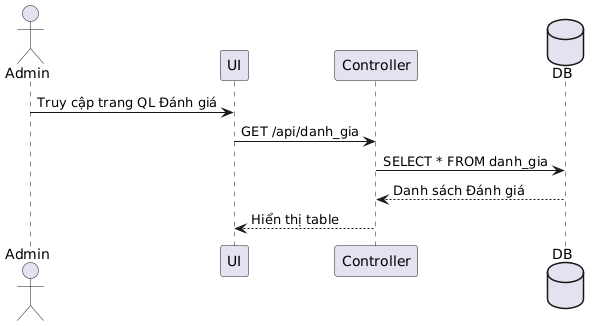 Admin
UI
Controller
DB
Truy cập trang QL Đánh giá
GET /api/danh_gia
SELECT * FROM danh_gia
Danh sách Đánh giá
Hiển thị table
Admin
UI
Controller
DB